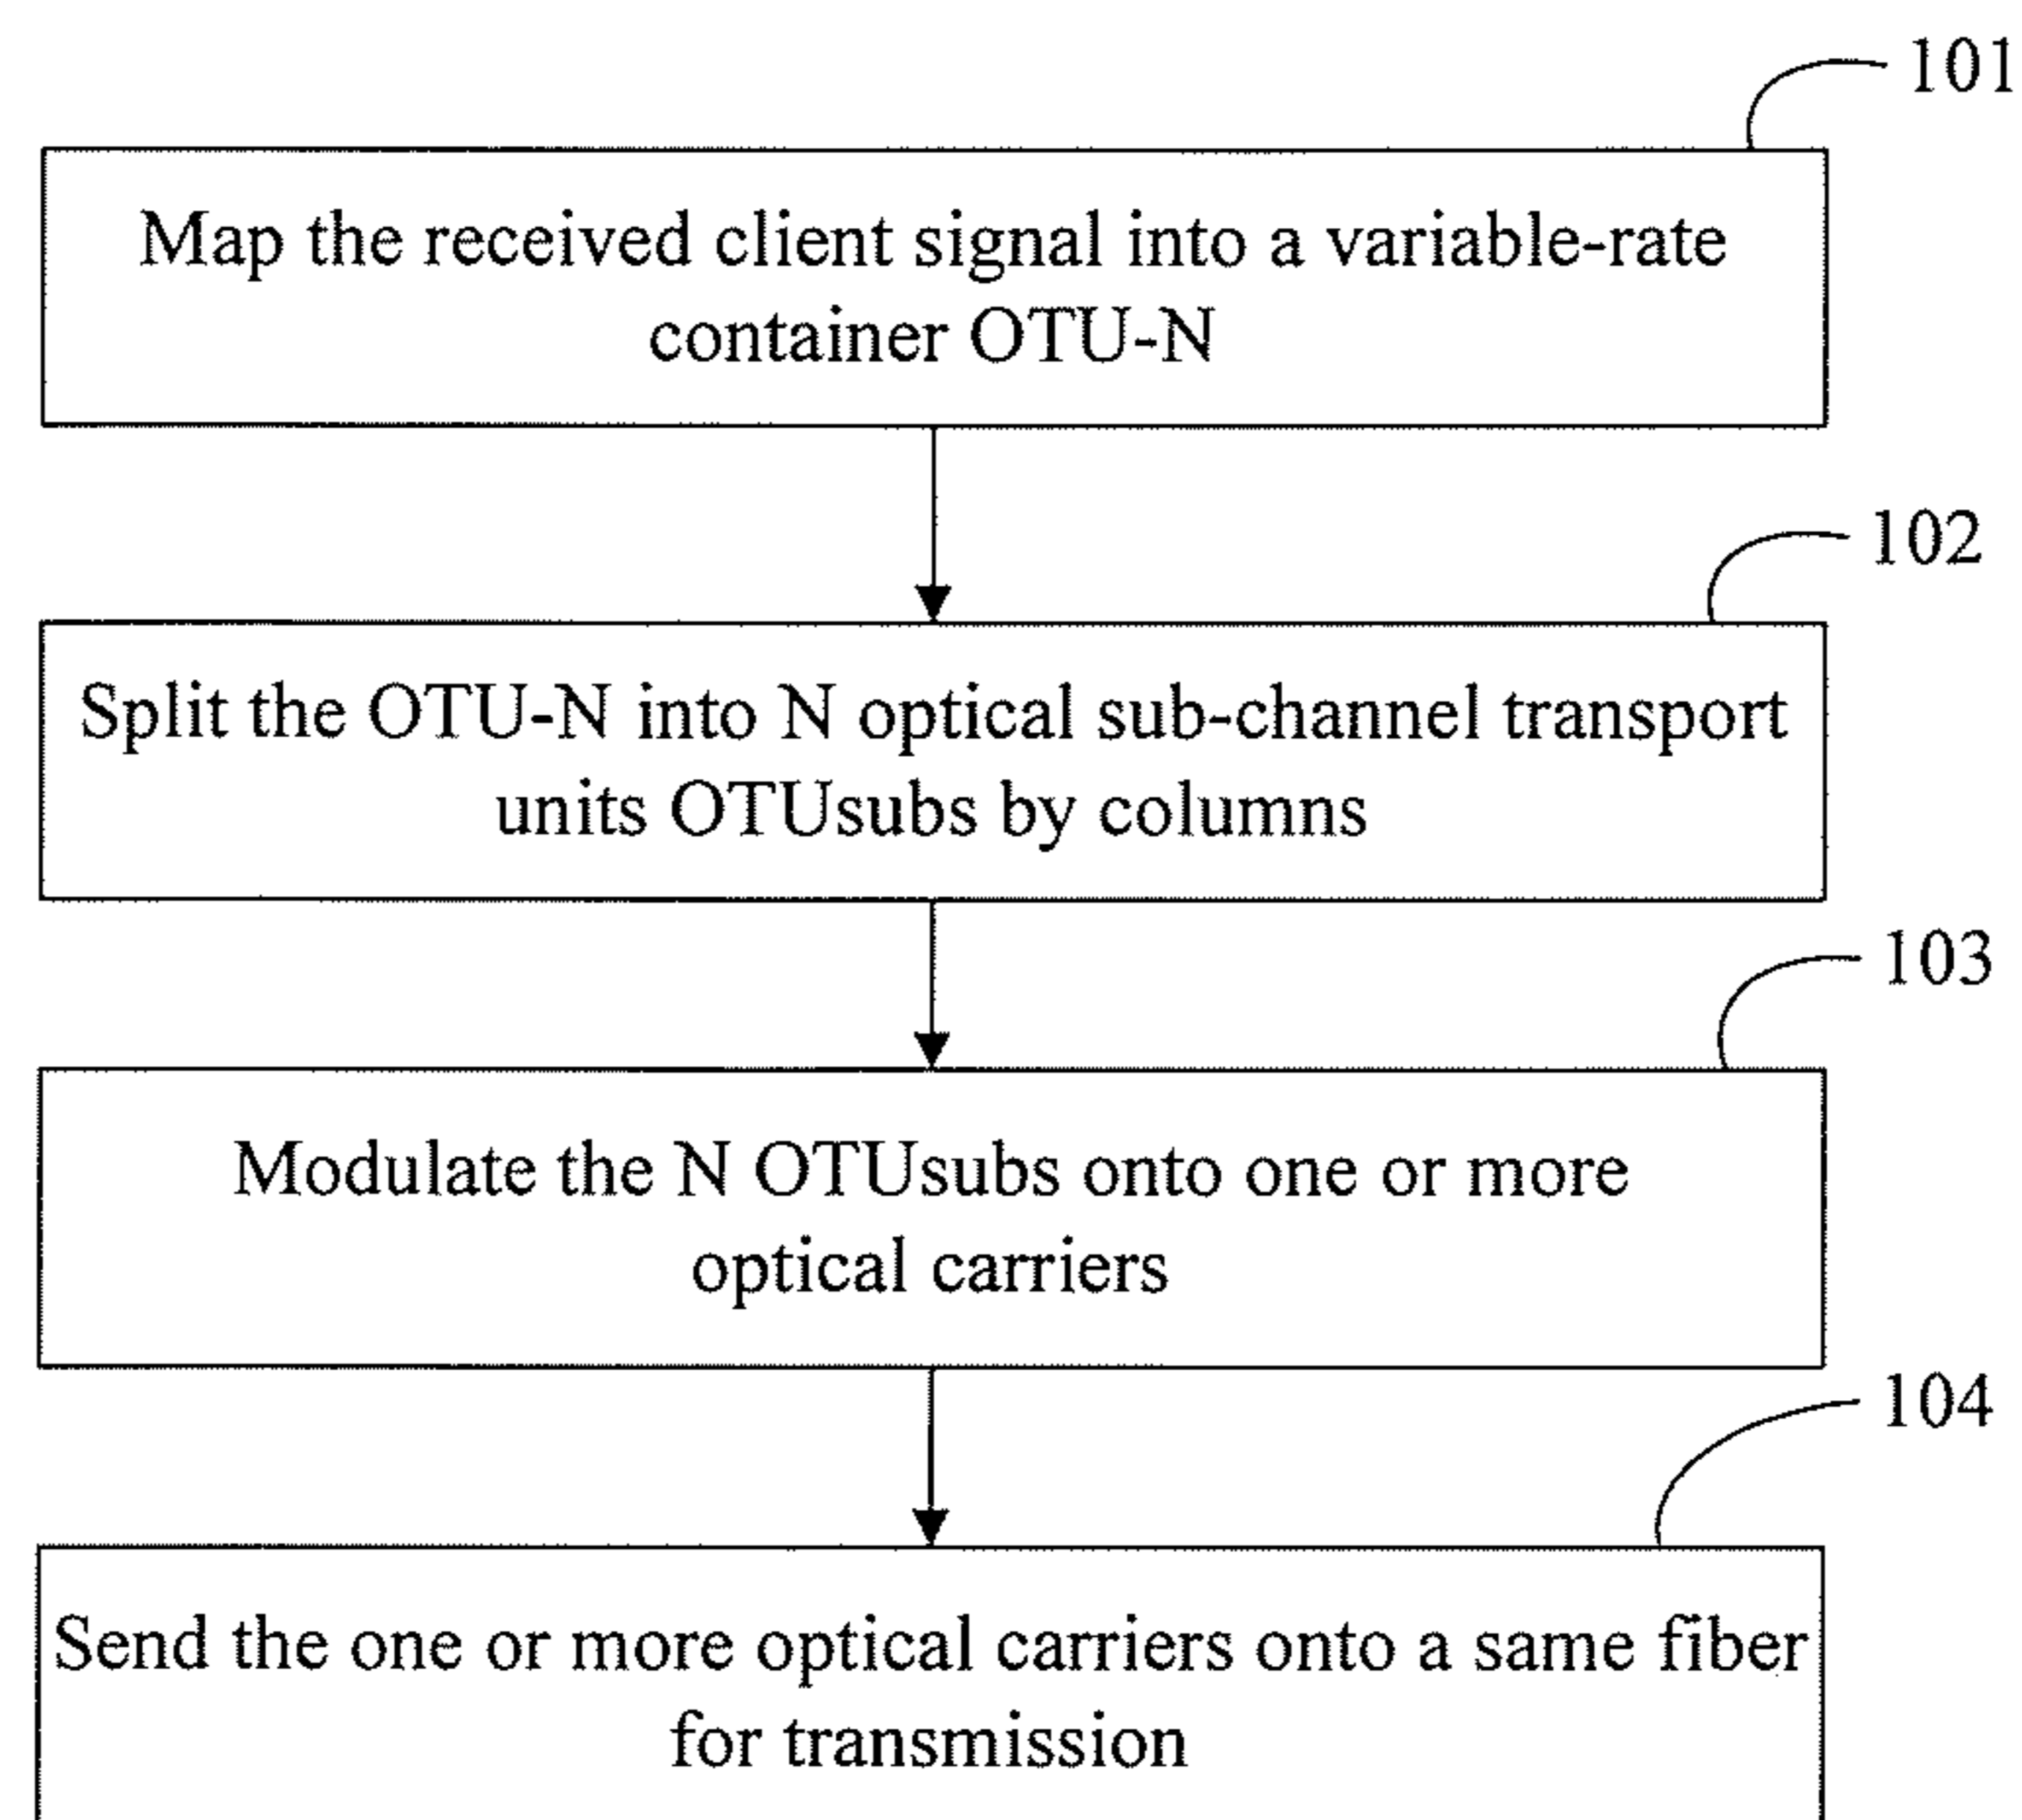 101
Map the received client signal into a variable-rate
container OTU-N
102
Split the OTU-N into N optical sub-channel transport
units OTUsubs by columns
103
Modulate the N OTUsubs onto one or more
optical carriers
104
Send the one or more optical carriers onto a same fiber
for transmission